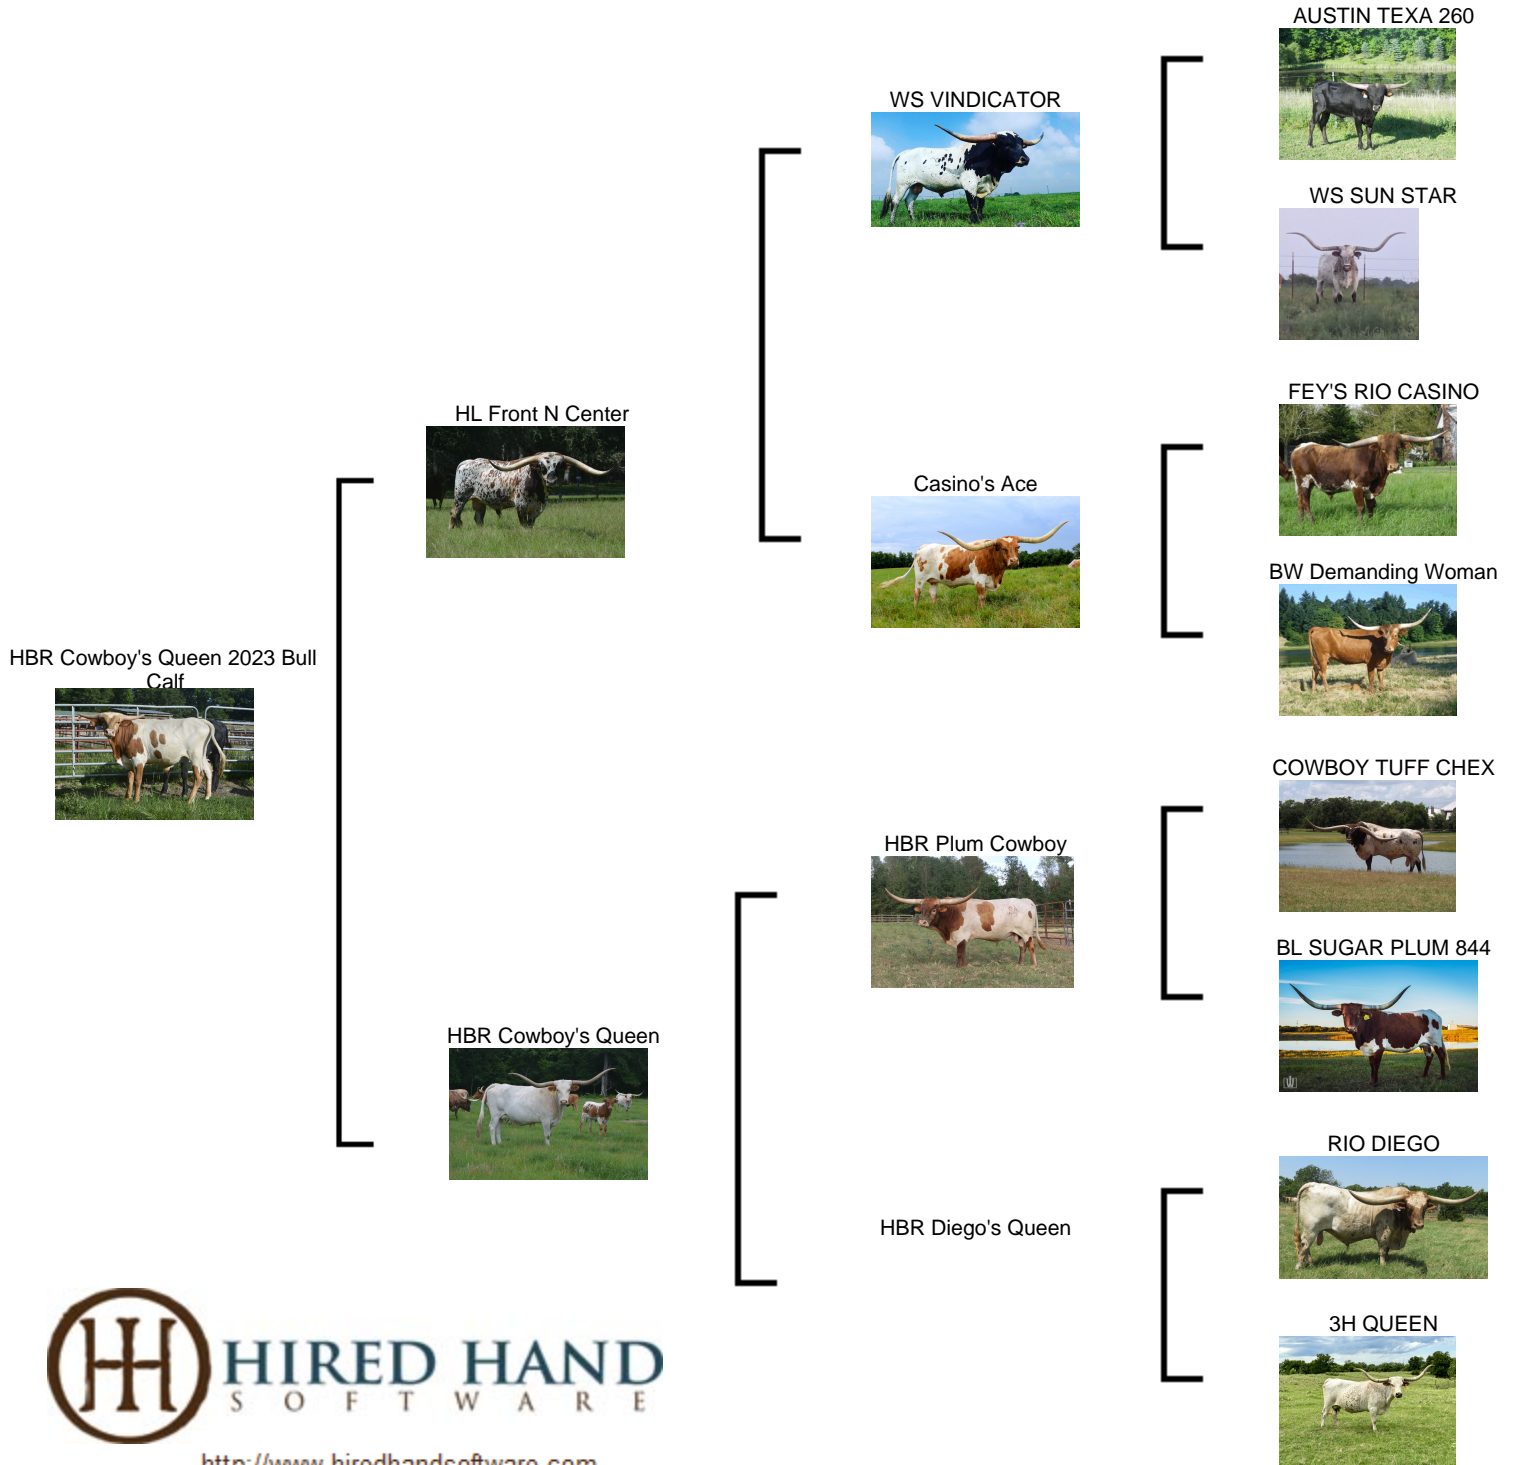 AUSTIN TEXA 260
WS VINDICATOR
WS SUN STAR
HL Front N Center
FEY'S RIO CASINO
Casino's Ace
BW Demanding Woman
HBR Cowboy's Queen 2023 Bull
Calf
COWBOY TUFF CHEX
HBR Plum Cowboy
BL SUGAR PLUM 844
HBR Cowboy's Queen
RIO DIEGO
HBR Diego's Queen
3H QUEEN
HIRED HAND
SOFTWARE
http://www.hiredhandsoftware.com